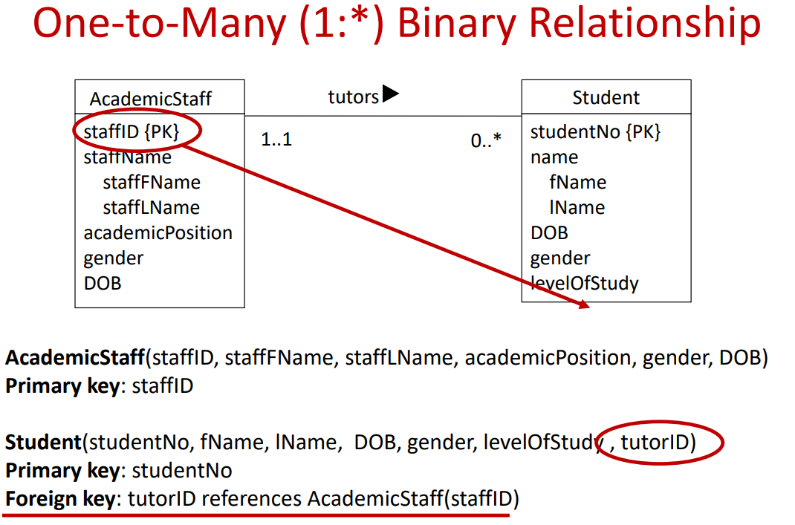 One-to-Many (1:*) Binary Relationship
AcademicStaff
tutors
Student
staffID {PK}
staffName
staffFName
staffLName
academicPosition
gender
DOB
1..1
0..*
studentNo {PK}
name
fName
lName
DOB
gender
levelOfStudy
AcademicStaff(staffID, staffFName, staffLName, academicPosition, gender, DOB)
Primary key: staffID
Student(studentNo, fName, lName, DOB, gender, levelOfStudy , tutorID)
Primary key: studentNo
Foreign key: tutorID references AcademicStaff(staffID)